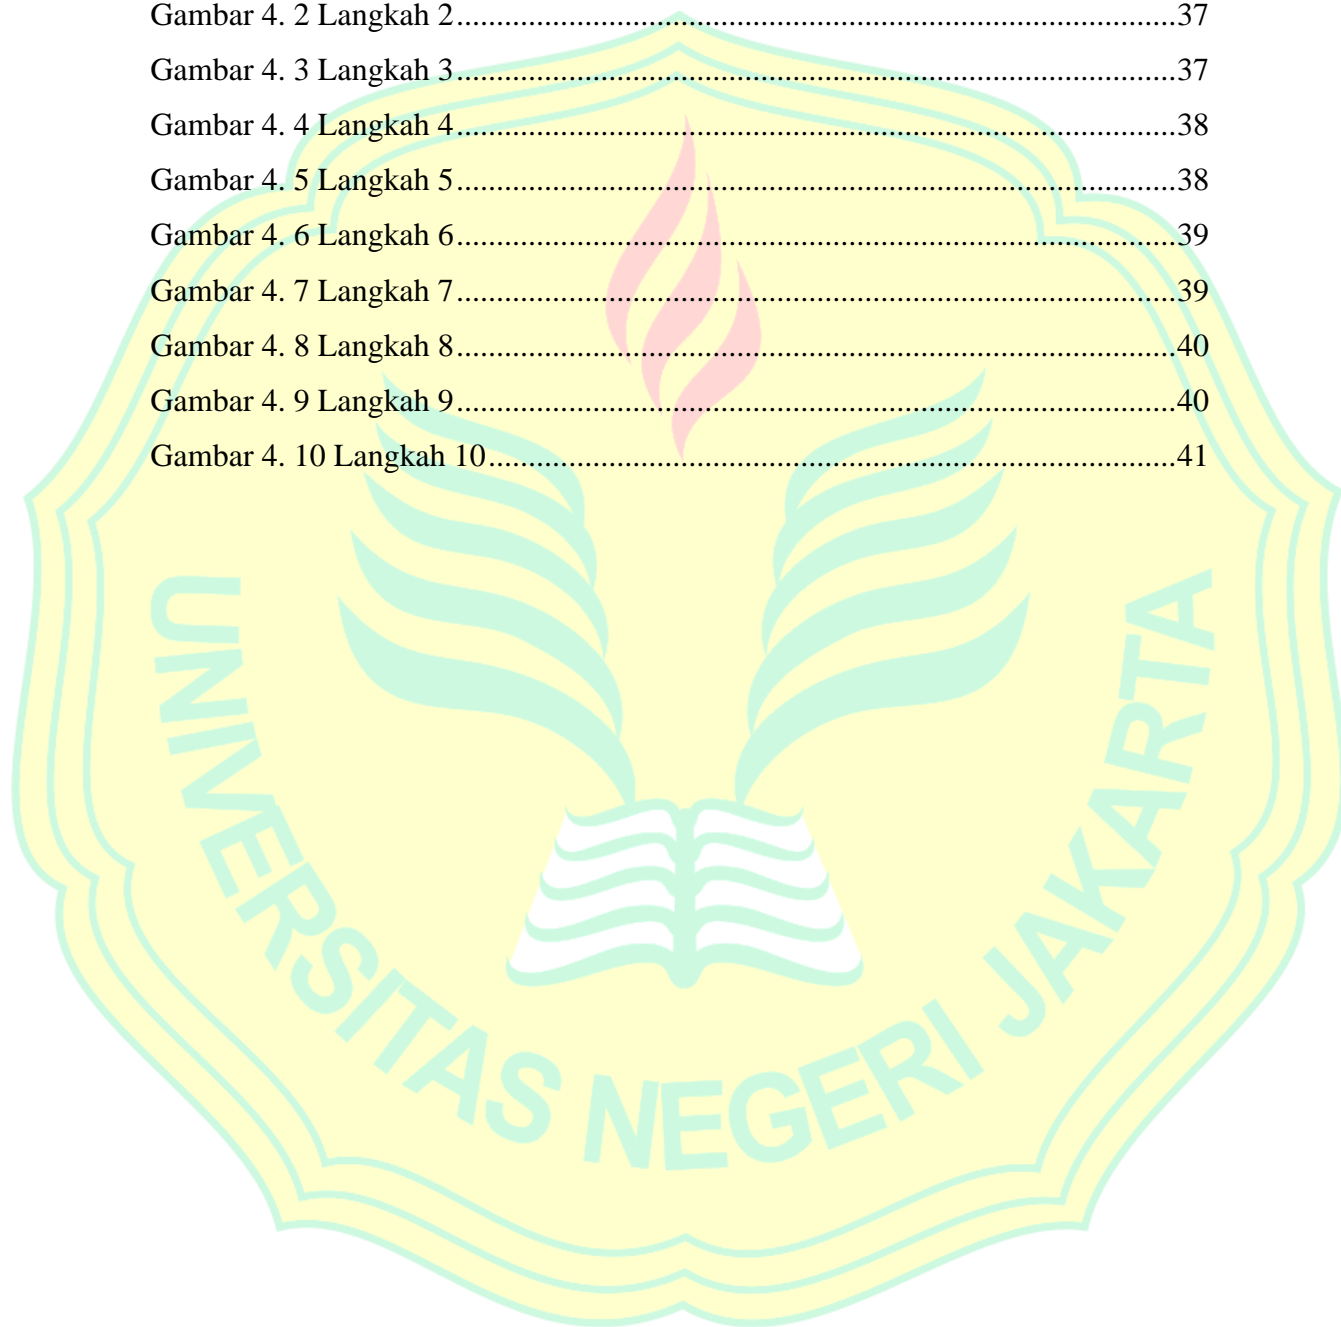 Gambar 4. 2 Langkah 2.........................................................................................37
Gambar 4. 3 Langkah 3.........................................................................................37
Gambar 4. 4 Langkah 4.........................................................................................38
Gambar 4. 5 Langkah 5.........................................................................................38
Gambar 4. 6 Langkah 6.........................................................................................39
Gambar 4. 7 Langkah 7.........................................................................................39
Gambar 4. 8 Langkah 8.........................................................................................40
Gambar 4. 9 Langkah 9.........................................................................................40
Gambar 4. 10 Langkah 10.....................................................................................41
UNIVERSITAS NEGERI JAKARTA